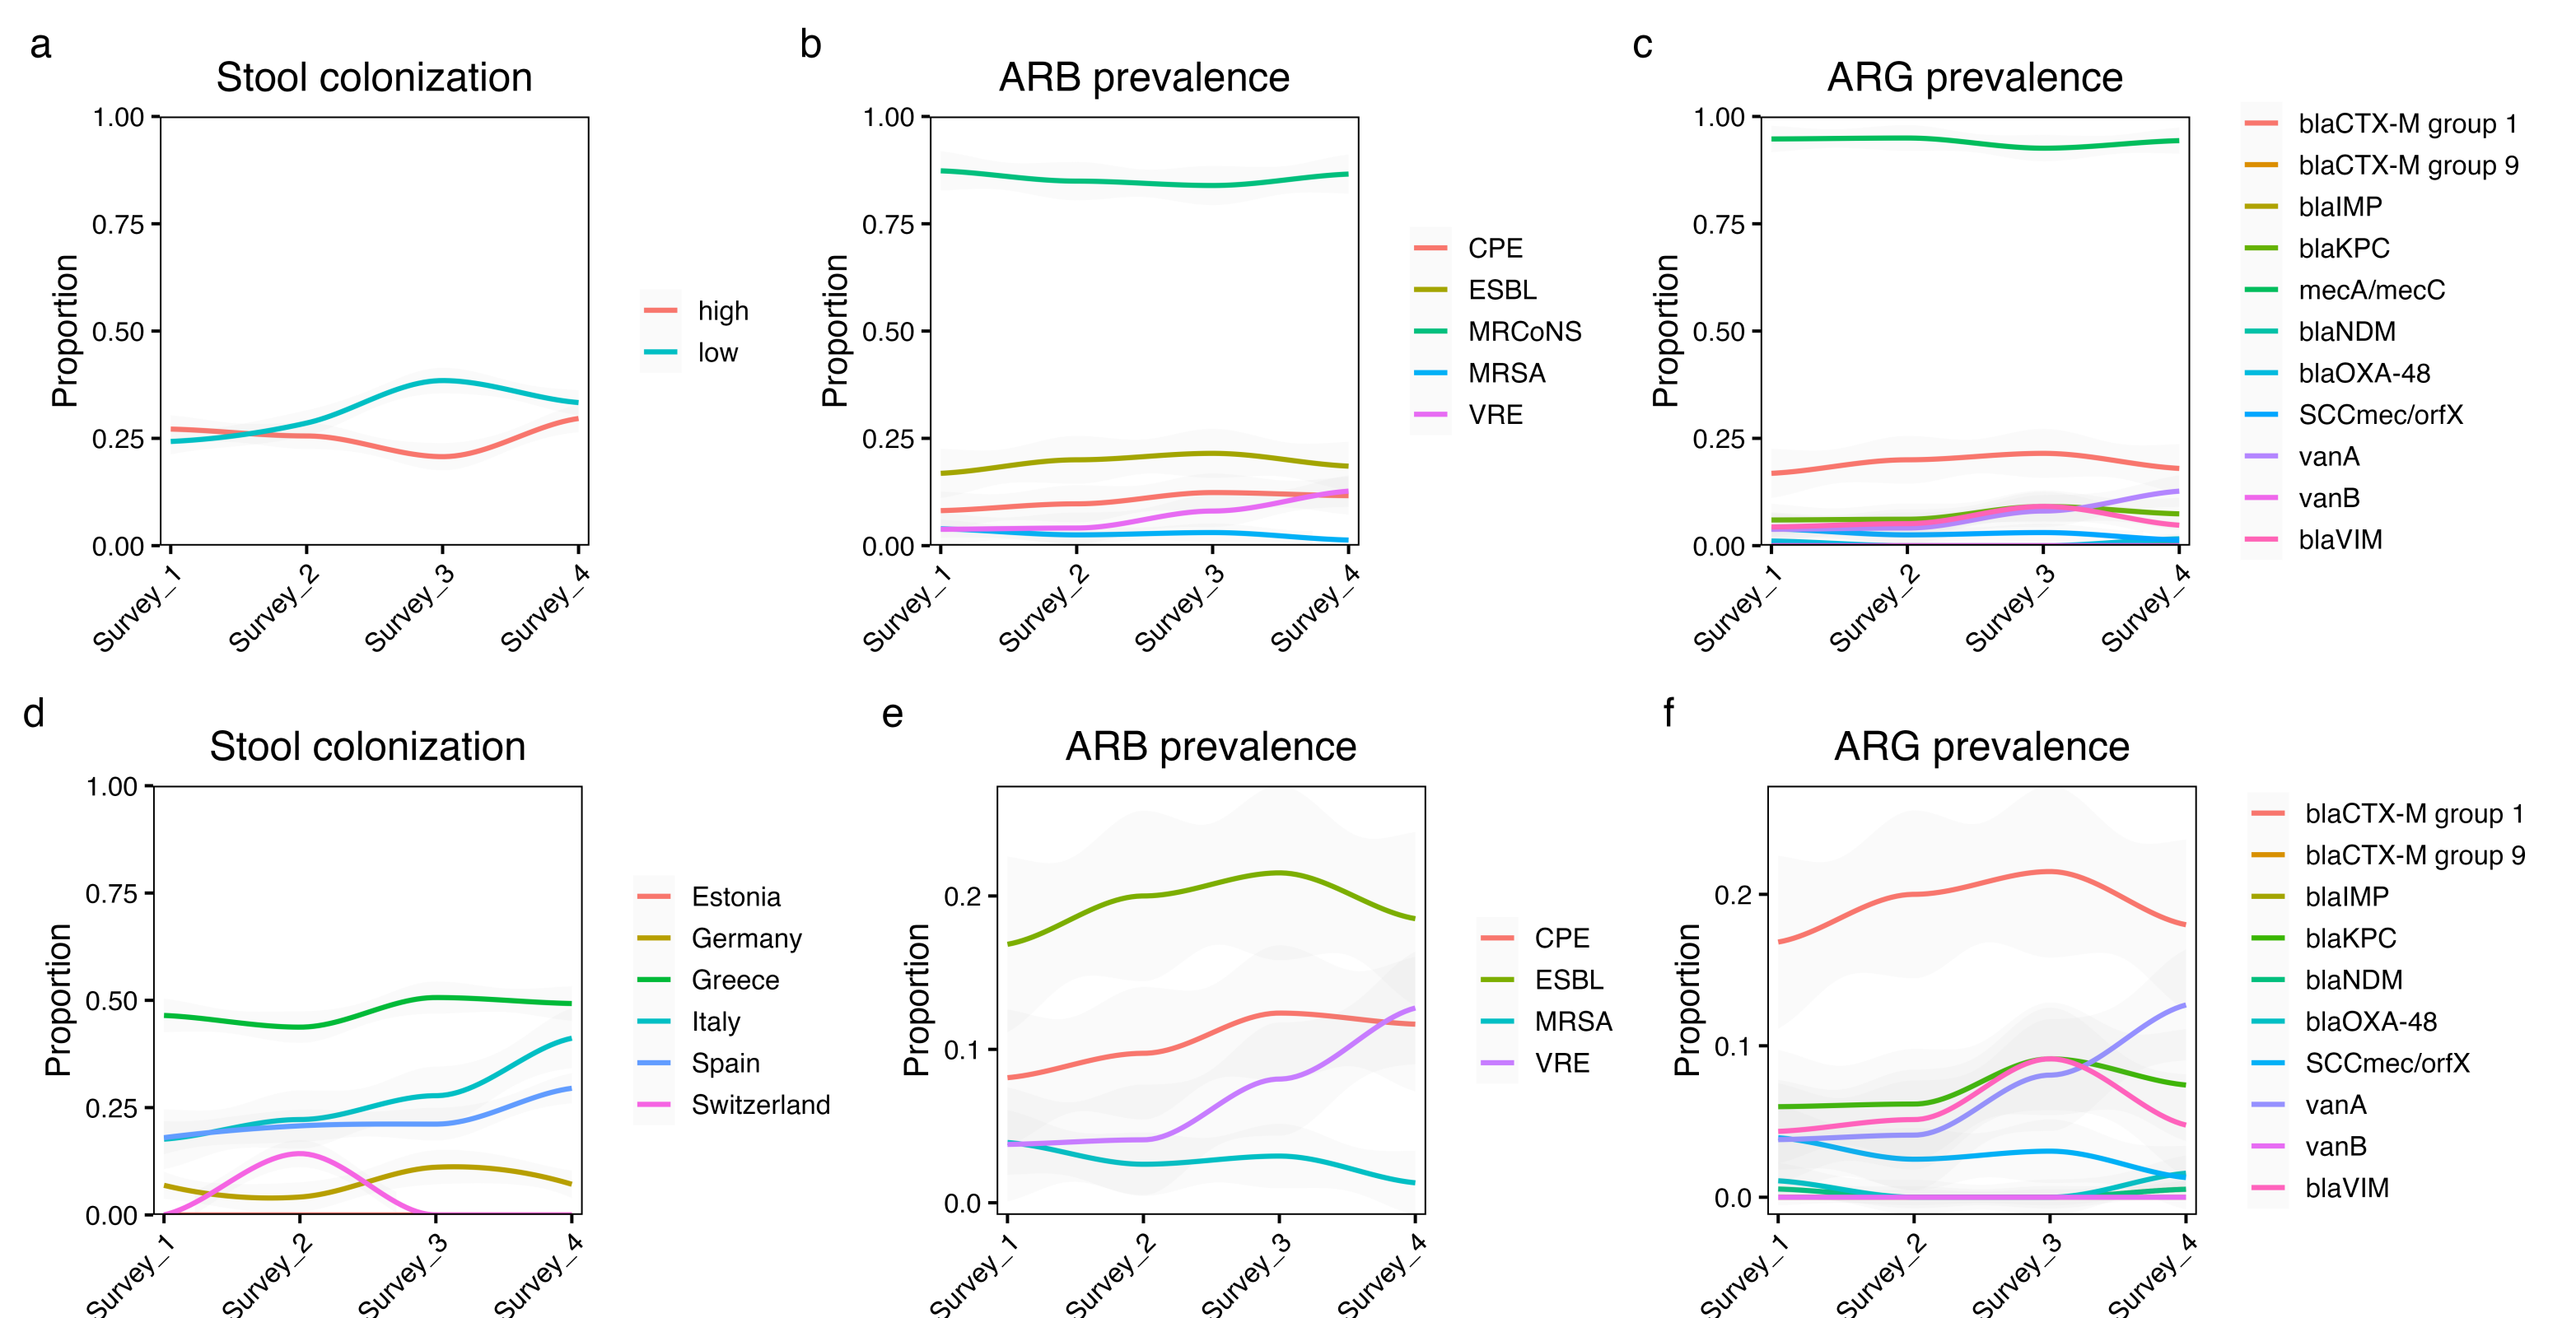 a
Stool colonization
Proportion
1.00
0.75
0.50
0.25
0.00
Survey_1
Survey_2
Survey_3
Survey_4
high
low
b
ARB prevalence
Proportion
1.00
0.75
0.50
0.25
0.00
Survey_1
Survey_2
Survey_3
Survey_4
CPE
ESBL
MRCoNS
MRSA
VRE
c
ARG prevalence
Proportion
1.00
0.75
0.50
0.25
0.00
Survey_1
Survey_2
Survey_3
Survey_4
blaCTX-M group 1
blaCTX-M group 9
blaIMP
blaKPC
mecA/mecC
blaNDM
blaOXA-48
SCCmec/orfX
vanA
vanB
blaVIM
d
Stool colonization
Proportion
1.00
0.75
0.50
0.25
0.00
Survey_1
Survey_2
Survey_3
Survey_4
Estonia
Germany
Greece
Italy
Spain
Switzerland
e
ARB prevalence
Proportion
0.2
0.1
0.0
Survey_1
Survey_2
Survey_3
Survey_4
CPE
ESBL
MRSA
VRE
f
ARG prevalence
Proportion
0.2
0.1
0.0
Survey_1
Survey_2
Survey_3
Survey_4
blaCTX-M group 1
blaCTX-M group 9
blaIMP
blaKPC
blaNDM
blaOXA-48
SCCmec/orfX
vanA
vanB
blaVIM